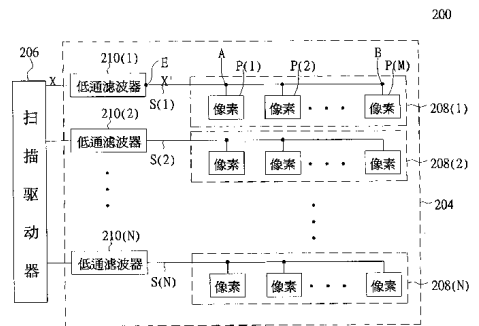 200
206
210(1)
E
A
P(1)
P(2)
B
P(M)
X
低通滤波器
X'
S(1)
像素
像素
像素
208(1)
210(2)
低通滤波器
S(2)
像素
像素
像素
208(2)
扫描驱动器
204
210(N)
低通滤波器
S(N)
像素
像素
像素
208(N)